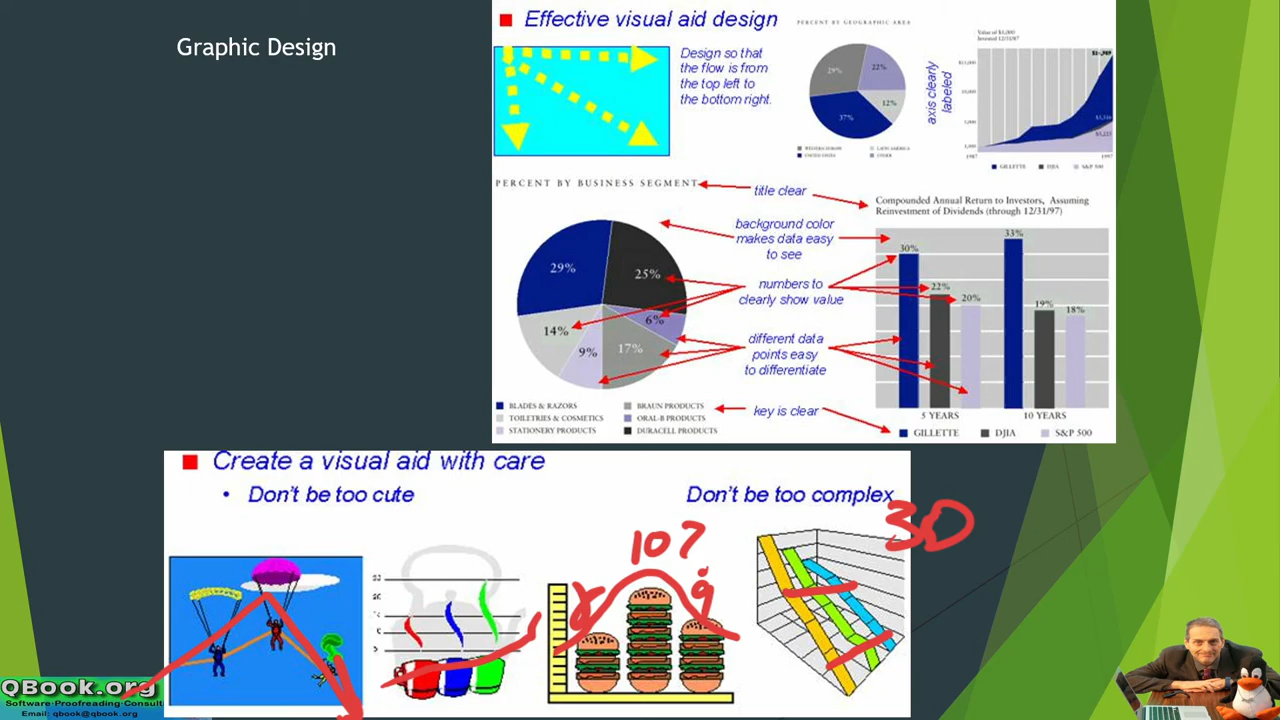 Graphic Design
Effective visual aid design
Design so that
the flow is from
the top left to
the bottom right.
PERCENT BY GEOGRAPHIC AREA
29%
22%
12%
37%
WESTERN EUROPE
LATIN AMERICA
UNITED STATES
OTHER
axis clearly
labeled
Value of $1,000
Invested 12/31/87
1987
1997
GILLETTE
DJIA
S&P 500
PERCENT BY BUSINESS SEGMENT
title clear
background color
makes data easy
to see
numbers to
clearly show value
different data
points easy
to differentiate
key is clear
29%
25%
14%
6%
9%
17%
BLADES & RAZORS
BRAUN PRODUCTS
TOILETRIES & COSMETICS
ORAL-B PRODUCTS
STATIONERY PRODUCTS
DURACELL PRODUCTS
Compounded Annual Return to Investors, Assuming
Reinvestment of Dividends (through 12/31/97)
30%
22%
20%
33%
19%
18%
5 YEARS
10 YEARS
GILLETTE
DJIA
S&P 500
Create a visual aid with care
• Don't be too cute
Don't be too complex
3D
10?
QBook.org
Software·Proofreading·Consult
Email: qbook@qbook.org